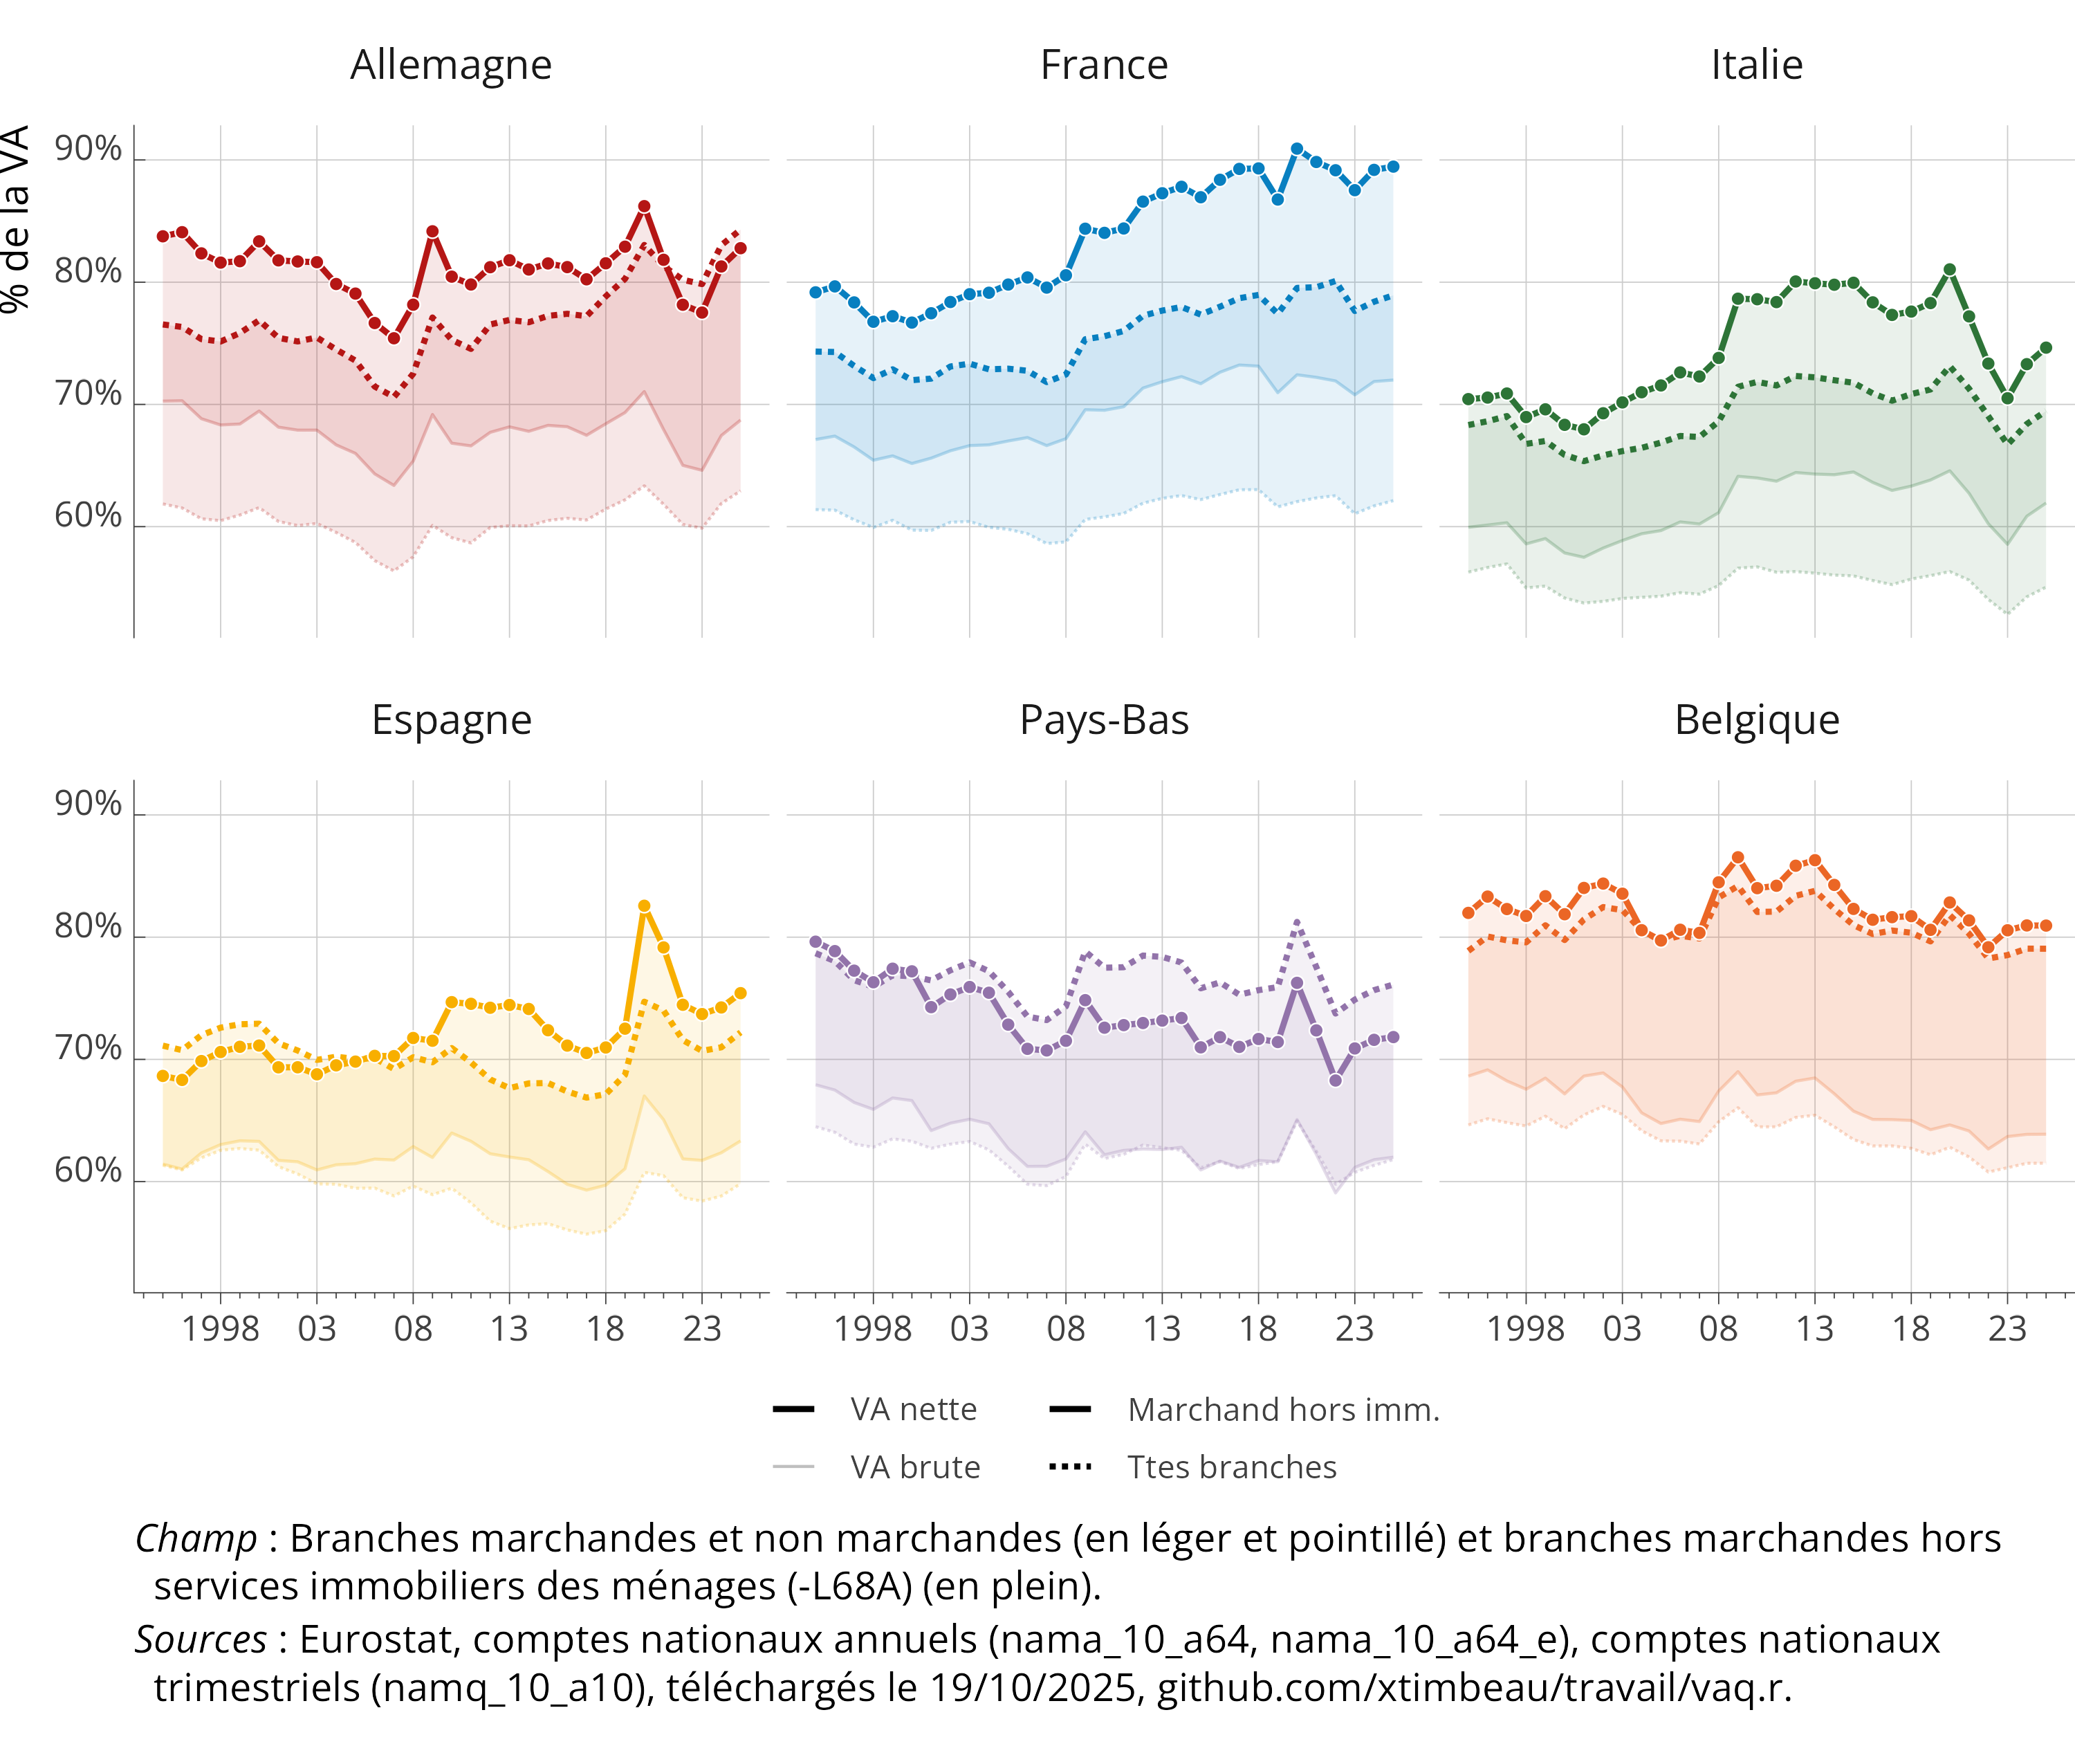 Allemagne
France
Italie
% de la VA
90%
80%
70%
60%
Espagne
Pays-Bas
Belgique
90%
80%
70%
60%
1998 03 08 13 18 23
1998 03 08 13 18 23
1998 03 08 13 18 23
VA nette
Marchand hors imm.
VA brute
Ttes branches
Champ : Branches marchandes et non marchandes (en léger et pointillé) et branches marchandes hors
services immobiliers des ménages (-L68A) (en plein).
Sources : Eurostat, comptes nationaux annuels (nama_10_a64, nama_10_a64_e), comptes nationaux
trimestriels (namq_10_a10), téléchargés le 19/10/2025, github.com/xtimbeau/travail/vaq.r.